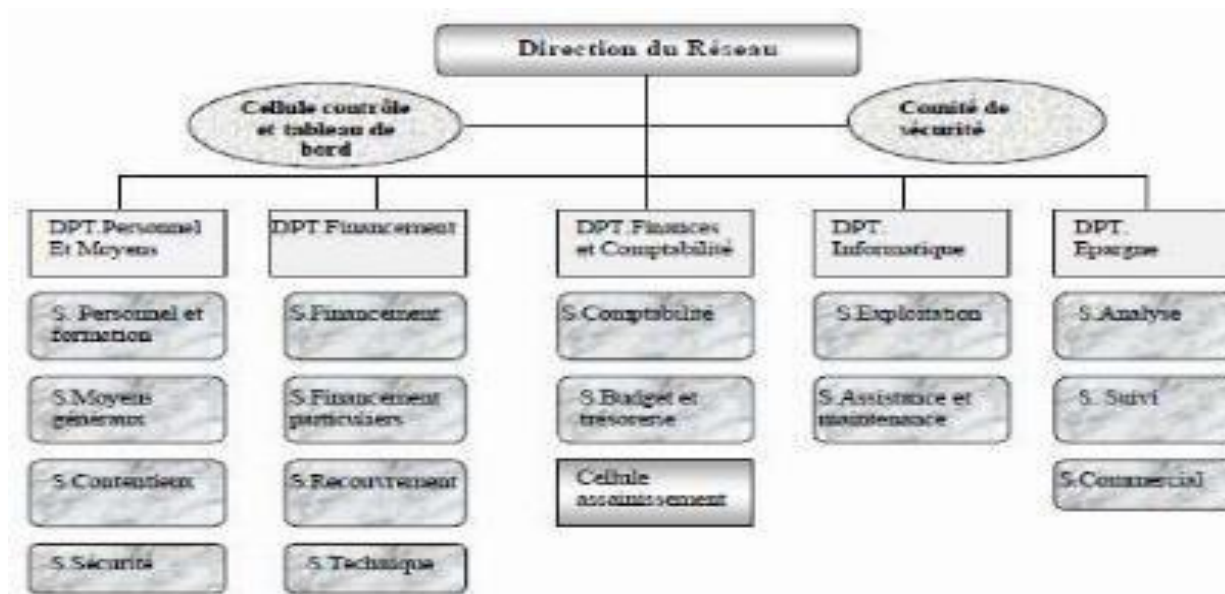 Direction du Réseau
Cellule contrôle
et tableau de
bord
Comité de
sécurité
DPT.Personnel
Et Moyens
DPT.Financement
DPT.Finances
et Comptabilité
DPT.
Informatique
DPT.
Epargne
S. Personnel et
formation
S.Financement
S.Comptabilité
S.Exploitation
S.Analyse
S.Moyens
généraux
S.Financement
particuliers
S.Budget et
trésorerie
S.Assistance et
maintenance
S. Suivi
S.Contentieux
S.Recouvrement
Cellule
assainissement
S.Commercial
S.Sécurité
S.Technique